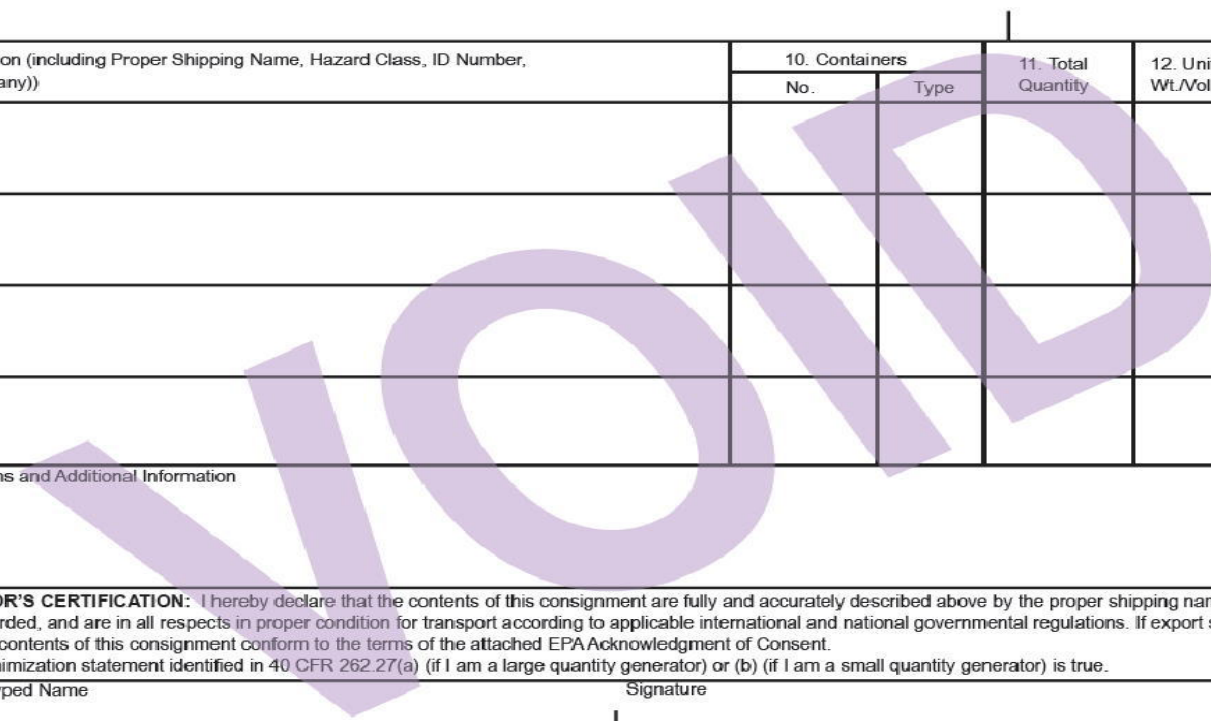 on (including Proper Shipping Name, Hazard Class, ID Number,
any))
10. Containers
No.
Type
11. Total
Quantity
12. Uni
Wt./Vol
VOID
ns and Additional Information
OR'S CERTIFICATION: I hereby declare that the contents of this consignment are fully and accurately described above by the proper shipping nam
rded, and are in all respects in proper condition for transport according to applicable international and national governmental regulations. If export s
contents of this consignment conform to the terms of the attached EPA Acknowledgment of Consent.
nimization statement identified in 40 CFR 262.27(a) (if I am a large quantity generator) or (b) (if I am a small quantity generator) is true.
yped Name
Signature